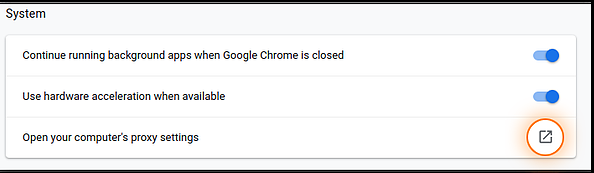 System
Continue running background apps when Google Chrome is closed
Use hardware acceleration when available
Open your computer's proxy settings